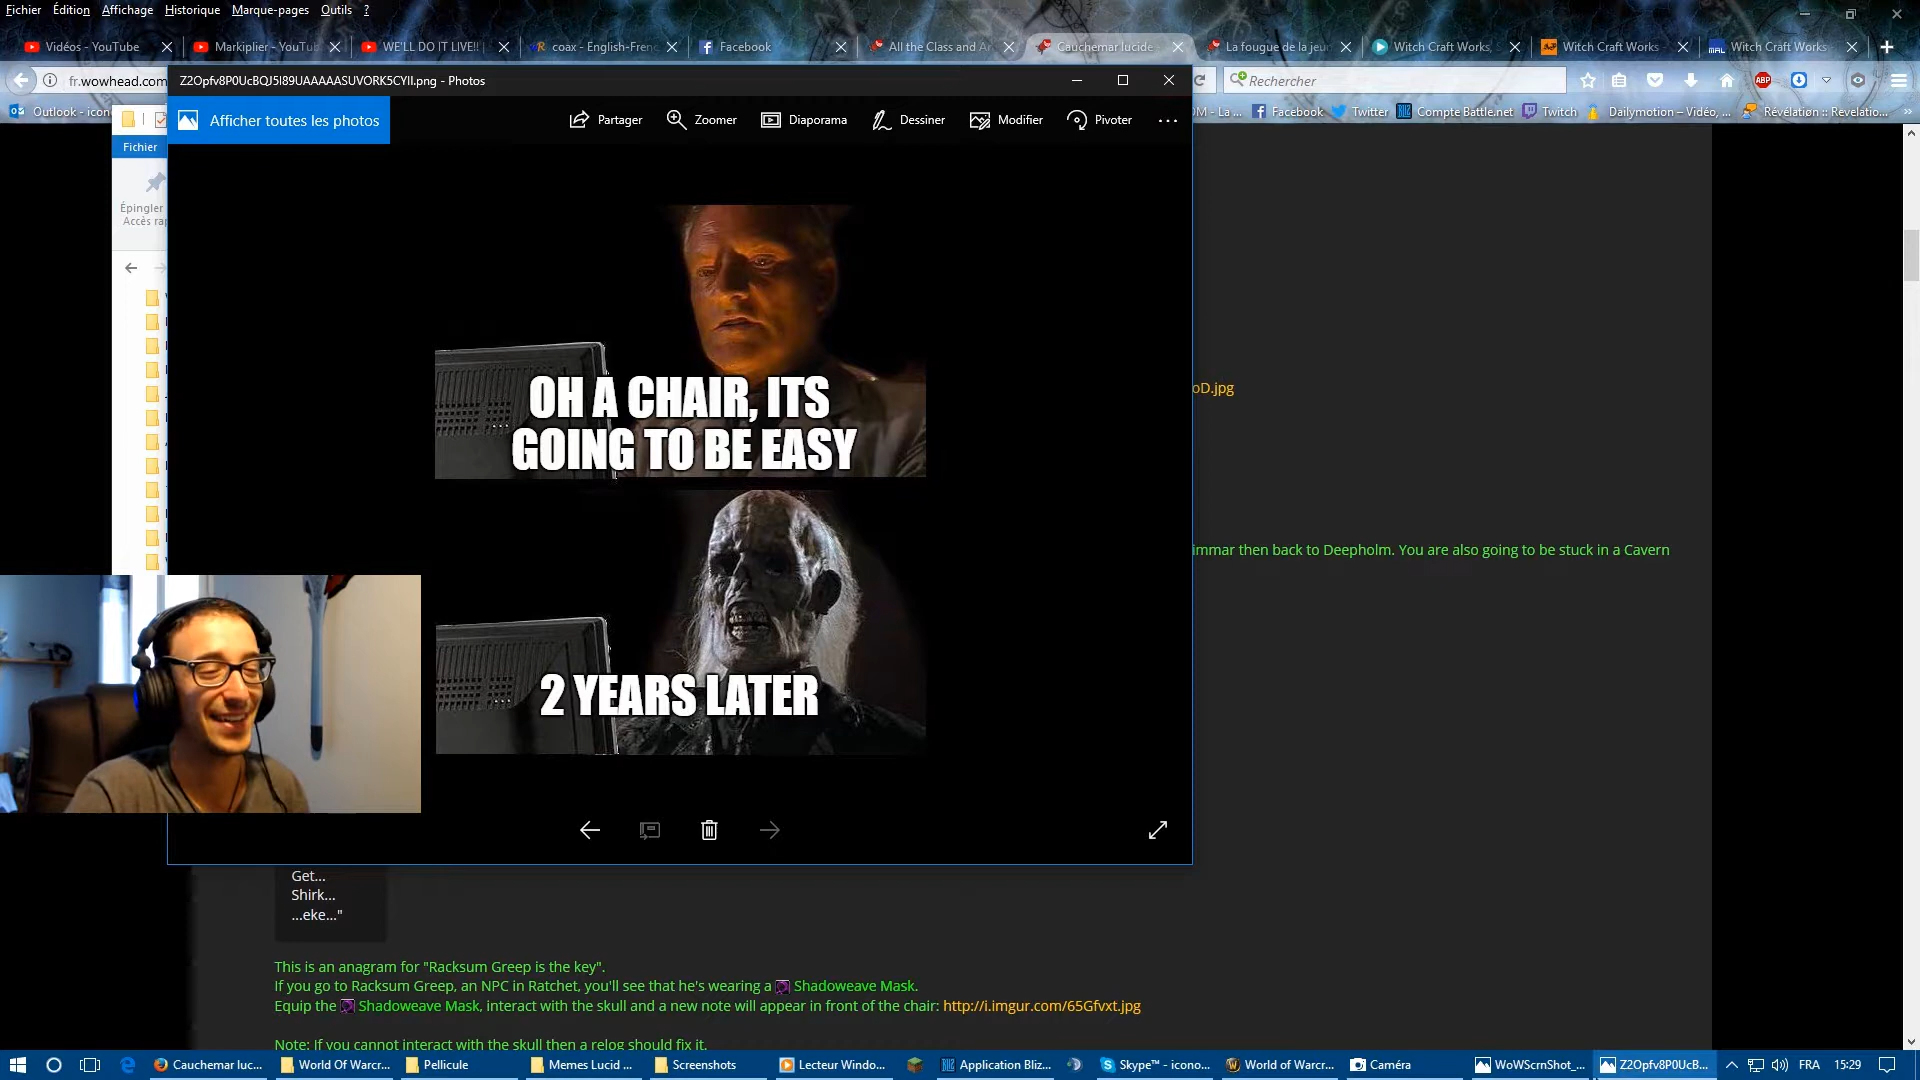 Fichier Édition Affichage Historique Marque-pages Outils ?
Vidéos - YouTube
Markiplier - YouTub
WE'LL DO IT LIVE!!
coax - English-Fren
Facebook
All the Class and Ar
Cauchemar lucide -
La fougue de la jeu
Witch Craft Works,
Witch Craft Works -
MAL Witch Craft Works -
fr.wowhead.com
Rechercher
ABP
Outlook - icon
Facebook
Twitter
Compte Battle.net
Twitch
Dailymotion – Vidéo, ...
Révélation :: Revelatio...
Z2Opfv8P0UcBQJ5I89UAAAAASUVORK5CYII.png - Photos
Afficher toutes les photos
Partager
Zoomer
Diaporama
Dessiner
Modifier
Pivoter
Fichier
Épingler
Accès rap
OH A CHAIR, ITS
GOING TO BE EASY
2 YEARS LATER
oD.jpg
immar then back to Deepholm. You are also going to be stuck in a Cavern
Get...
Shirk...
...eke..."
This is an anagram for "Racksum Greep is the key".
If you go to Racksum Greep, an NPC in Ratchet, you'll see that he's wearing a Shadoweave Mask.
Equip the Shadoweave Mask, interact with the skull and a new note will appear in front of the chair: http://i.imgur.com/65Gfvxt.jpg
Note: If you cannot interact with the skull then a relog should fix it.
Cauchemar luc...
World Of Warcr...
Pellicule
Memes Lucid ...
Screenshots
Lecteur Windo...
Application Bliz...
Skype™ - icono...
World of Warcr...
Caméra
WoWScrnShot_...
Z2Opfv8P0UcB...
FRA
15:29